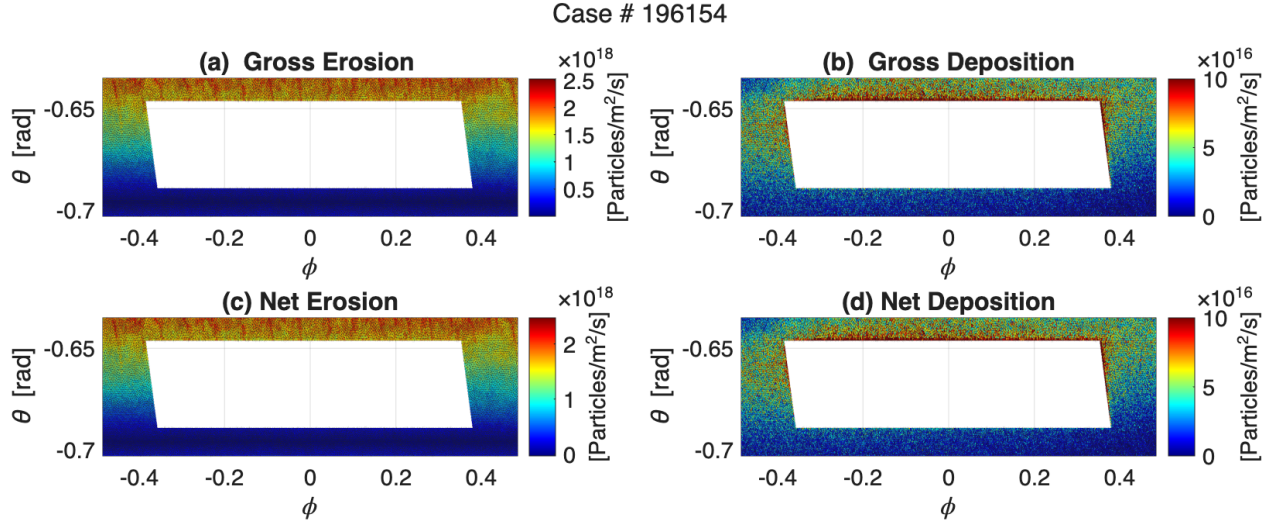 Case # 196154
(a) Gross Erosion
×10^18
θ [rad]
-0.65
-0.7
-0.4 -0.2 0 0.2 0.4
ϕ
2.5
2
1.5
1
0.5
[Particles/m²/s]
(b) Gross Deposition
×10^16
θ [rad]
-0.65
-0.7
-0.4 -0.2 0 0.2 0.4
ϕ
10
5
0
[Particles/m²/s]
(c) Net Erosion
×10^18
θ [rad]
-0.65
-0.7
-0.4 -0.2 0 0.2 0.4
ϕ
2
1
0
[Particles/m²/s]
(d) Net Deposition
×10^16
θ [rad]
-0.65
-0.7
-0.4 -0.2 0 0.2 0.4
ϕ
10
5
0
[Particles/m²/s]